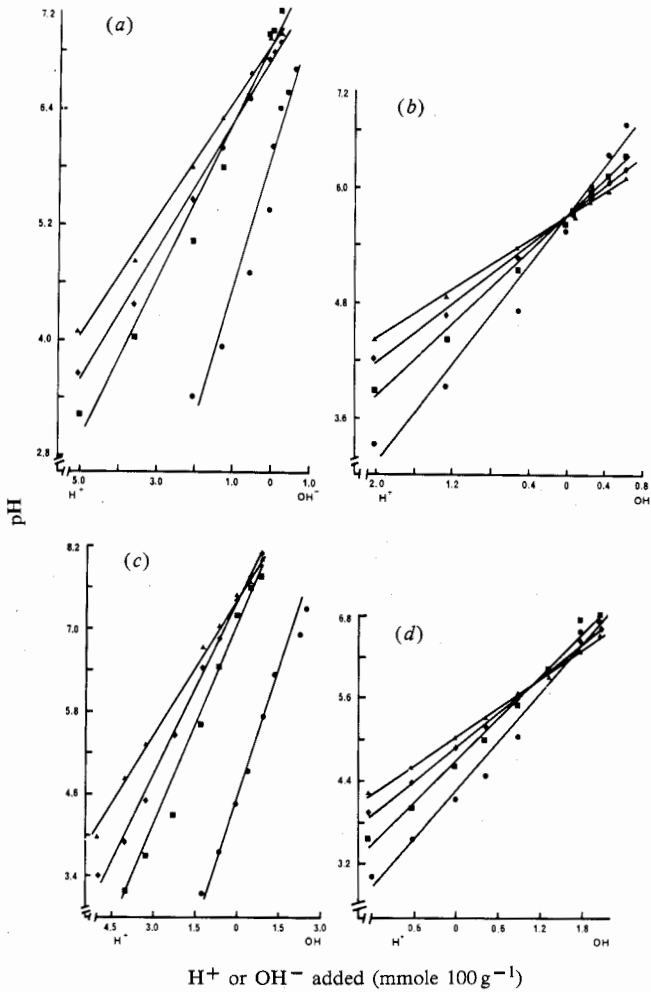 (a)
7.2
6.4
5.2
4.0
2.8
5.0 3.0 1.0 0 1.0
H+ OH−
(b)
7.2
6.0
4.8
3.6
2.0 1.2 0 0.4 0.8
H+ OH
pH
(c)
8.2
7.0
5.8
4.6
3.4
4.5 3.0 1.5 0 1.5 3.0
H+ OH
(d)
6.8
5.6
4.4
3.2
0.6 0 0.6 1.2 1.8
H+ OH
H+ or OH− added (mmole 100 g−1)